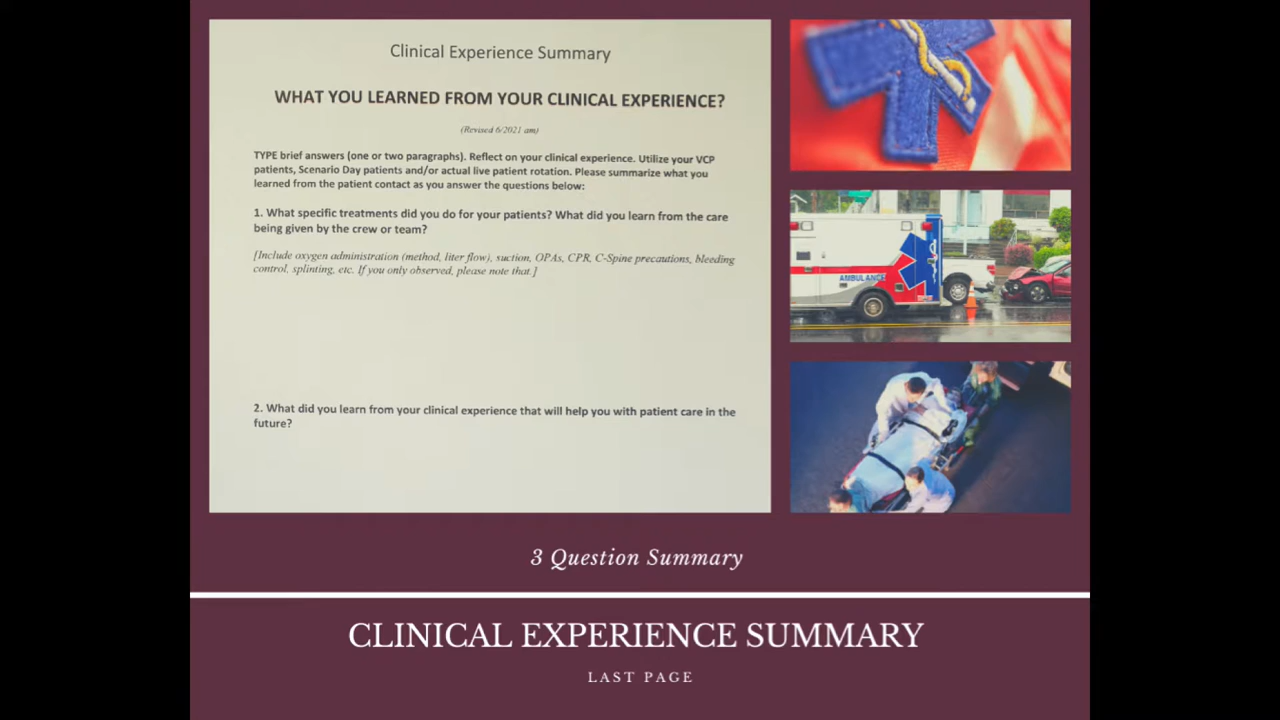 Clinical Experience Summary
WHAT YOU LEARNED FROM YOUR CLINICAL EXPERIENCE?
(Revised 6/2021 am)
TYPE brief answers (one or two paragraphs). Reflect on your clinical experience. Utilize your VCP
patients, Scenario Day patients and/or actual live patient rotation. Please summarize what you
learned from the patient contact as you answer the questions below:
1. What specific treatments did you do for your patients? What did you learn from the care
being given by the crew or team?
[Include oxygen administration (method, liter flow), suction, OPAs, CPR, C-Spine precautions, bleeding
control, splinting, etc. If you only observed, please note that.]
2. What did you learn from your clinical experience that will help you with patient care in the
future?
AMBULANCE
3 Question Summary
CLINICAL EXPERIENCE SUMMARY
LAST PAGE